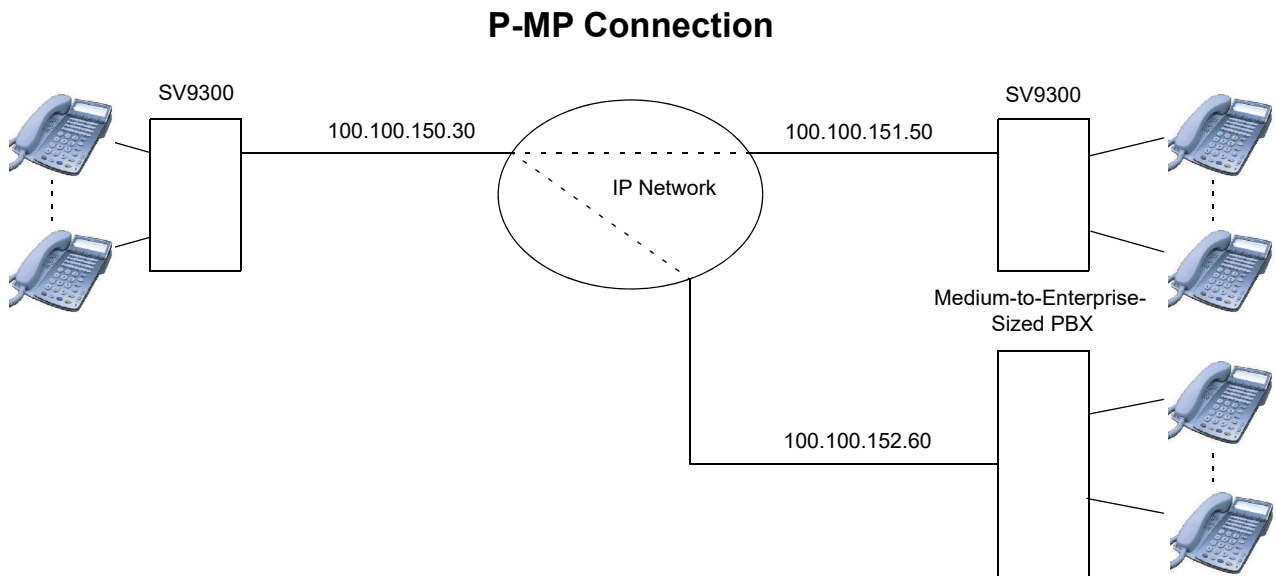 P-MP Connection
SV9300
SV9300
100.100.150.30
100.100.151.50
IP Network
Medium-to-Enterprise-
Sized PBX
100.100.152.60